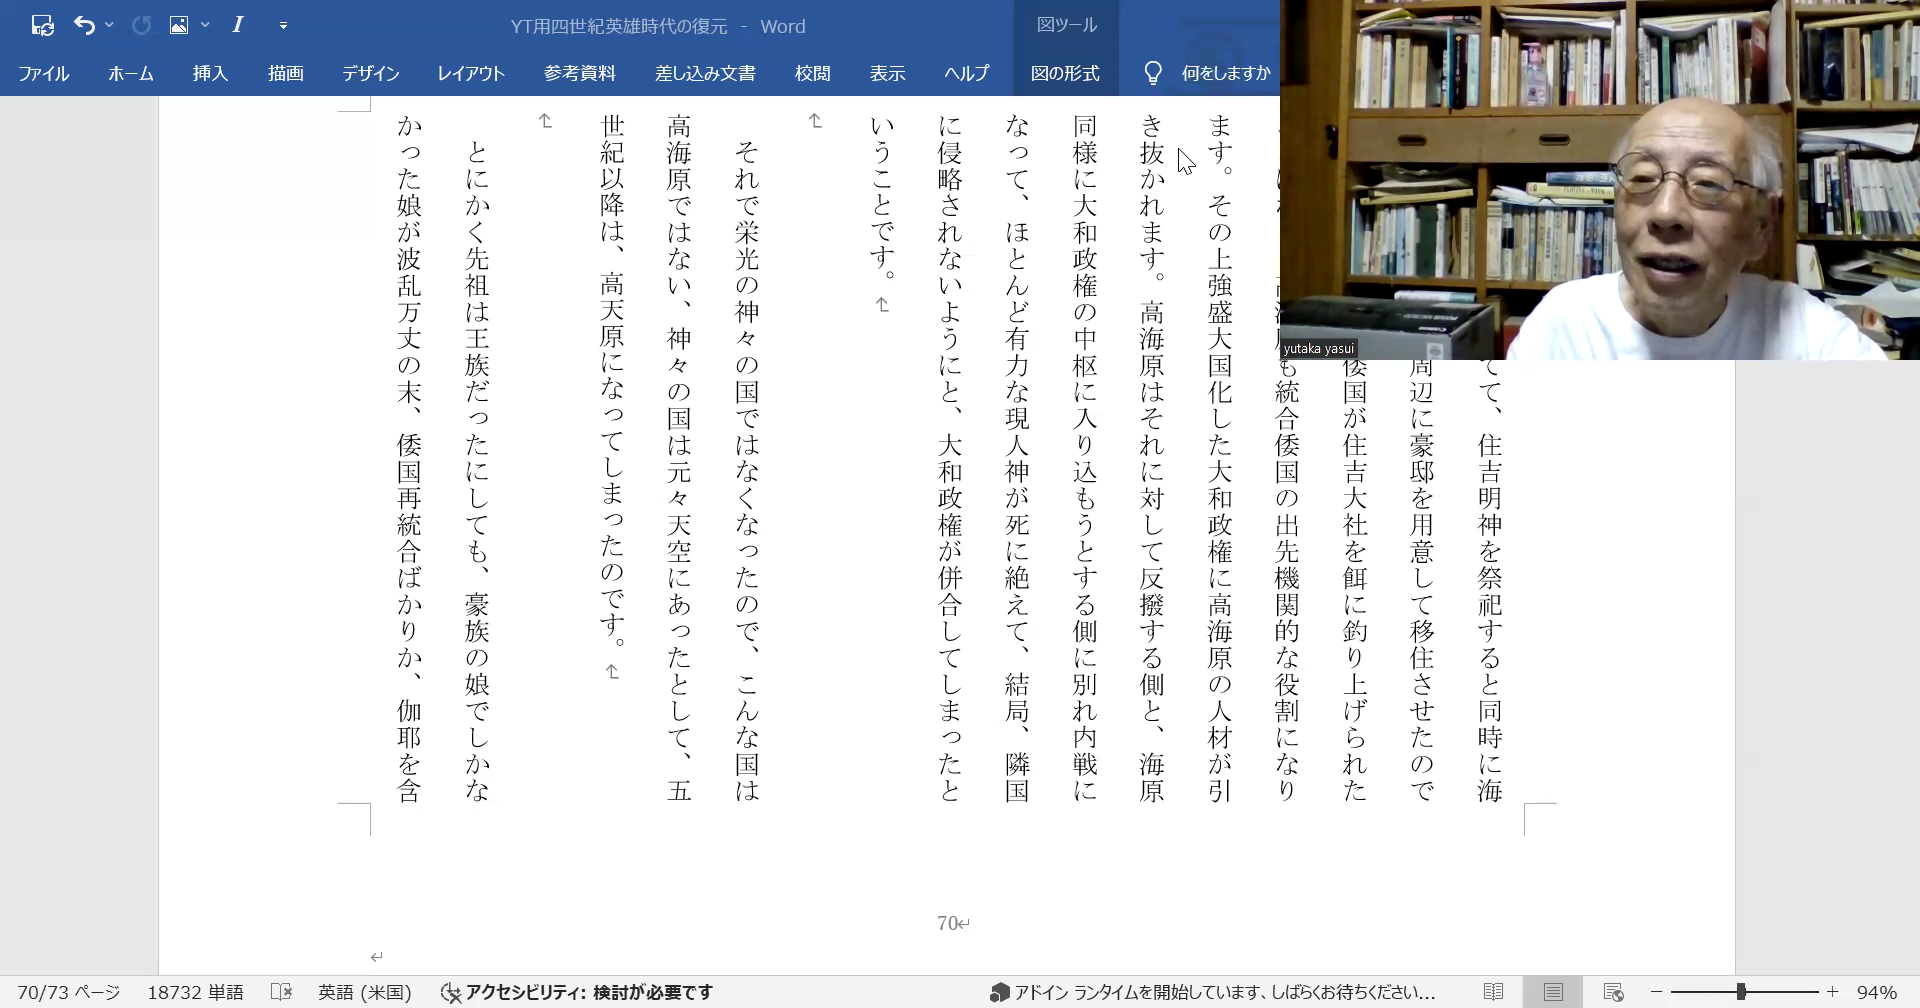 YT用四世紀英雄時代の復元 - Word
図ツール
ファイル
ホーム
挿入
描画
デザイン
レイアウト
参考資料
差し込み文書
校閲
表示
ヘルプ
図の形式
何をしますか
yutaka yasui
てて、住吉明神を祭祀すると同時に海
周辺に豪邸を用意して移住させたので
倭国が住吉大社を餌に釣り上げられた
も統合倭国の出先機関的な役割になり
ます。その上強盛大国化した大和政権に高海原の人材が引
き抜かれます。高海原はそれに対して反撥する側と、海原
同様に大和政権の中枢に入り込もうとする側に別れ内戦に
なって、ほとんど有力な現人神が死に絶えて、結局、隣国
に侵略されないようにと、大和政権が併合してしまったと
いうことです。
それで栄光の神々の国ではなくなったので、こんな国は
高海原ではない、神々の国は元々天空にあったとして、五
世紀以降は、高天原になってしまったのです。
とにかく先祖は王族だったにしても、豪族の娘でしかな
かった娘が波乱万丈の末、倭国再統合ばかりか、伽耶を含
70
70/73 ページ
18732 単語
英語 (米国)
アクセシビリティ: 検討が必要です
アドイン ランタイムを開始しています、しばらくお待ちください...
94%